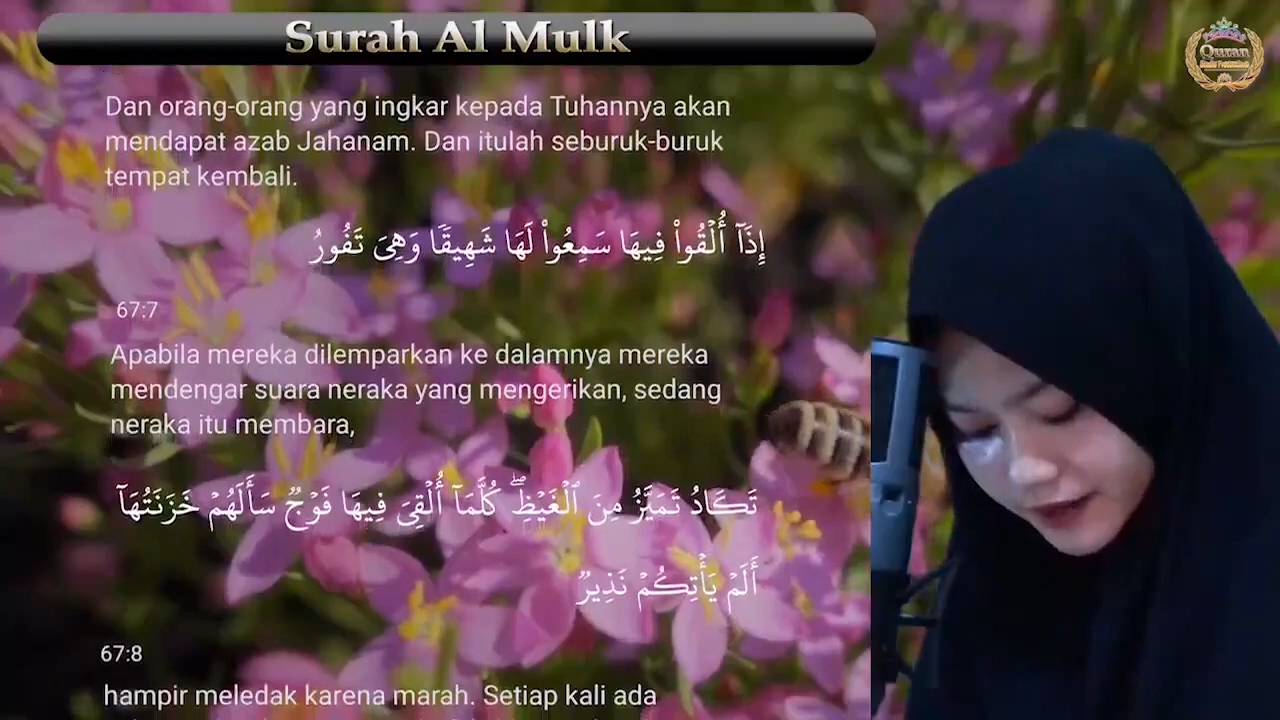 Surah Al Mulk
Quran
Dan orang-orang yang ingkar kepada Tuhannya akan
mendapat azab Jahanam. Dan itulah seburuk-buruk
tempat kembali.
إِذَآ أُلْقُوا۟ فِيهَا سَمِعُوا۟ لَهَا شَهِيقًا وَهِىَ تَفُورُ
67:7
Apabila mereka dilemparkan ke dalamnya mereka
mendengar suara neraka yang mengerikan, sedang
neraka itu membara,
تَكَادُ تَمَيَّزُ مِنَ ٱلْغَيْظِ ۖ كُلَّمَآ أُلْقِىَ فِيهَا فَوْجٌ سَأَلَهُمْ خَزَنَتُهَآ
أَلَمْ يَأْتِكُمْ نَذِيرٌ
67:8
hampir meledak karena marah. Setiap kali ada